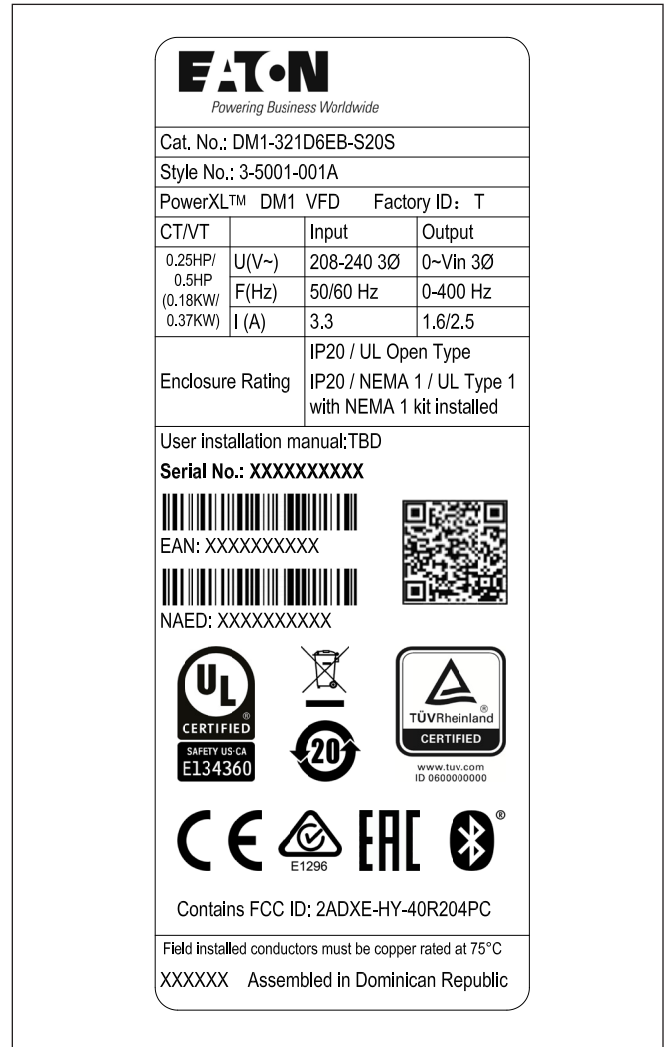 EATON
Powering Business Worldwide
Cat. No.: DM1-321D6EB-S20S
Style No.: 3-5001-001A
PowerXL™ DM1 VFD Factory ID: T
CT/VT Input Output
0.25HP/
0.5HP
(0.18KW/
0.37KW)
U(V~) 208-240 3Ø 0~Vin 3Ø
F(Hz) 50/60 Hz 0-400 Hz
I (A) 3.3 1.6/2.5
Enclosure Rating
IP20 / UL Open Type
IP20 / NEMA 1 / UL Type 1
with NEMA 1 kit installed
User installation manual:TBD
Serial No.: XXXXXXXXXX
EAN: XXXXXXXXXX
NAED: XXXXXXXXXX
UL
®
CERTIFIED
SAFETY US-CA
E134360
20
®
TÜVRheinland
CERTIFIED
www.tuv.com
ID 0600000000
CE
E1296
EAC
®
Contains FCC ID: 2ADXE-HY-40R204PC
Field installed conductors must be copper rated at 75°C
XXXXXX Assembled in Dominican Republic